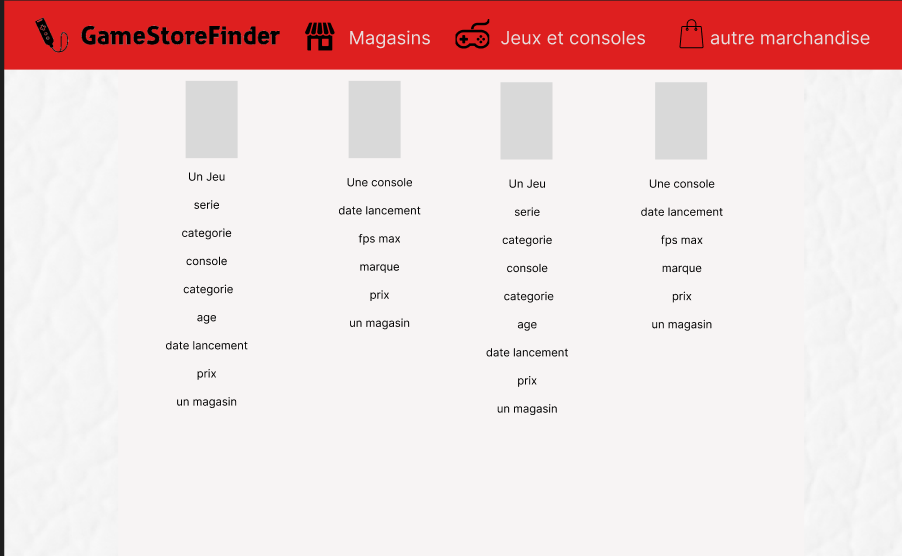 GameStoreFinder
Magasins
Jeux et consoles
autre marchandise
Un Jeu
serie
categorie
console
categorie
age
date lancement
prix
un magasin
Une console
date lancement
fps max
marque
prix
un magasin
Un Jeu
serie
categorie
console
categorie
age
date lancement
prix
un magasin
Une console
date lancement
fps max
marque
prix
un magasin